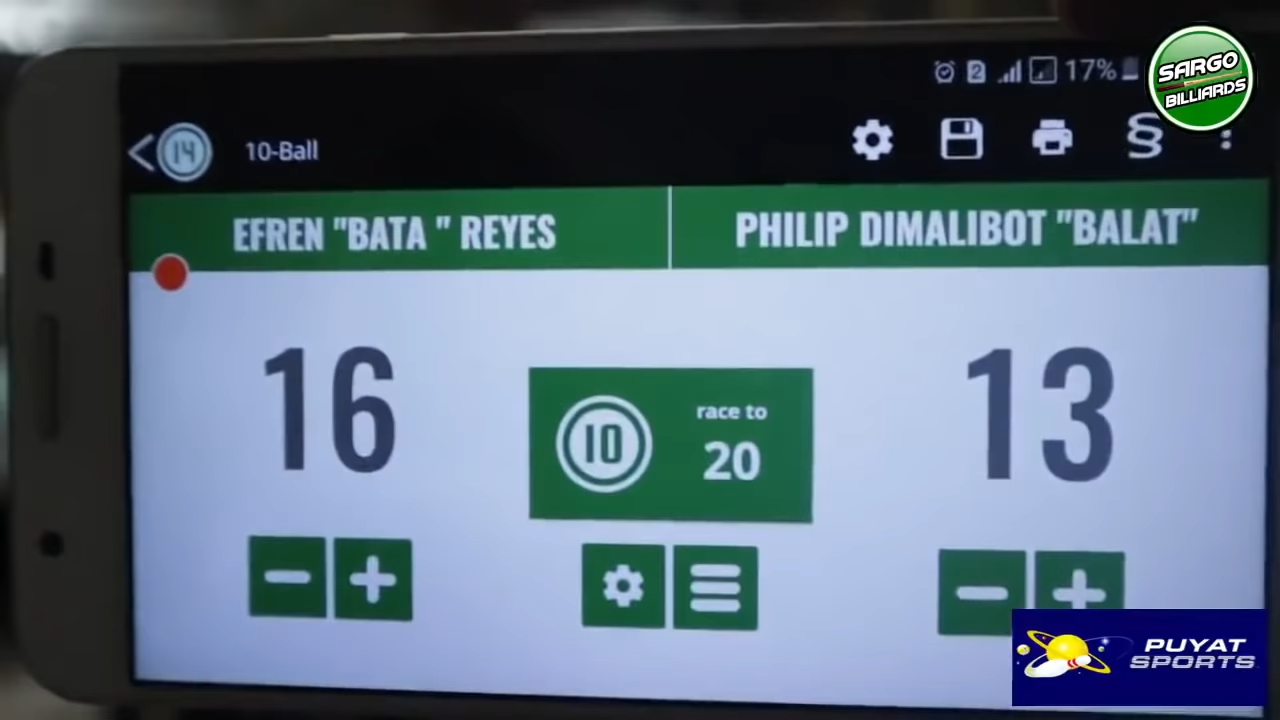 17%
SARGO
BILLIARDS
14
10-Ball
§
EFREN "BATA " REYES
PHILIP DIMALIBOT "BALAT"
16
race to
10
20
13
PUYAT
SPORTS